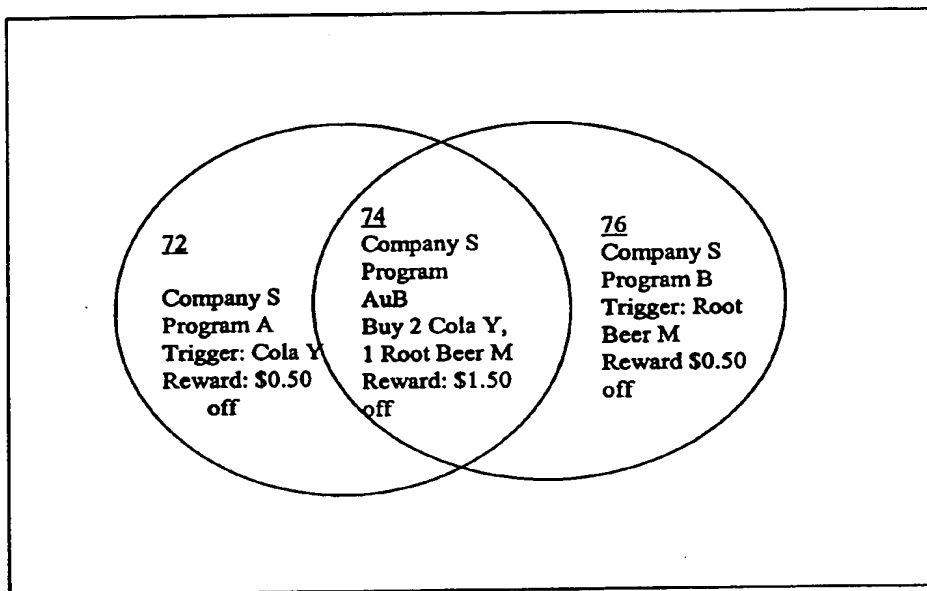 72
Company S
Program A
Trigger: Cola Y
Reward: $0.50
off
74
Company S
Program
AuB
Buy 2 Cola Y,
1 Root Beer M
Reward: $1.50
off
76
Company S
Program B
Trigger: Root
Beer M
Reward $0.50
off